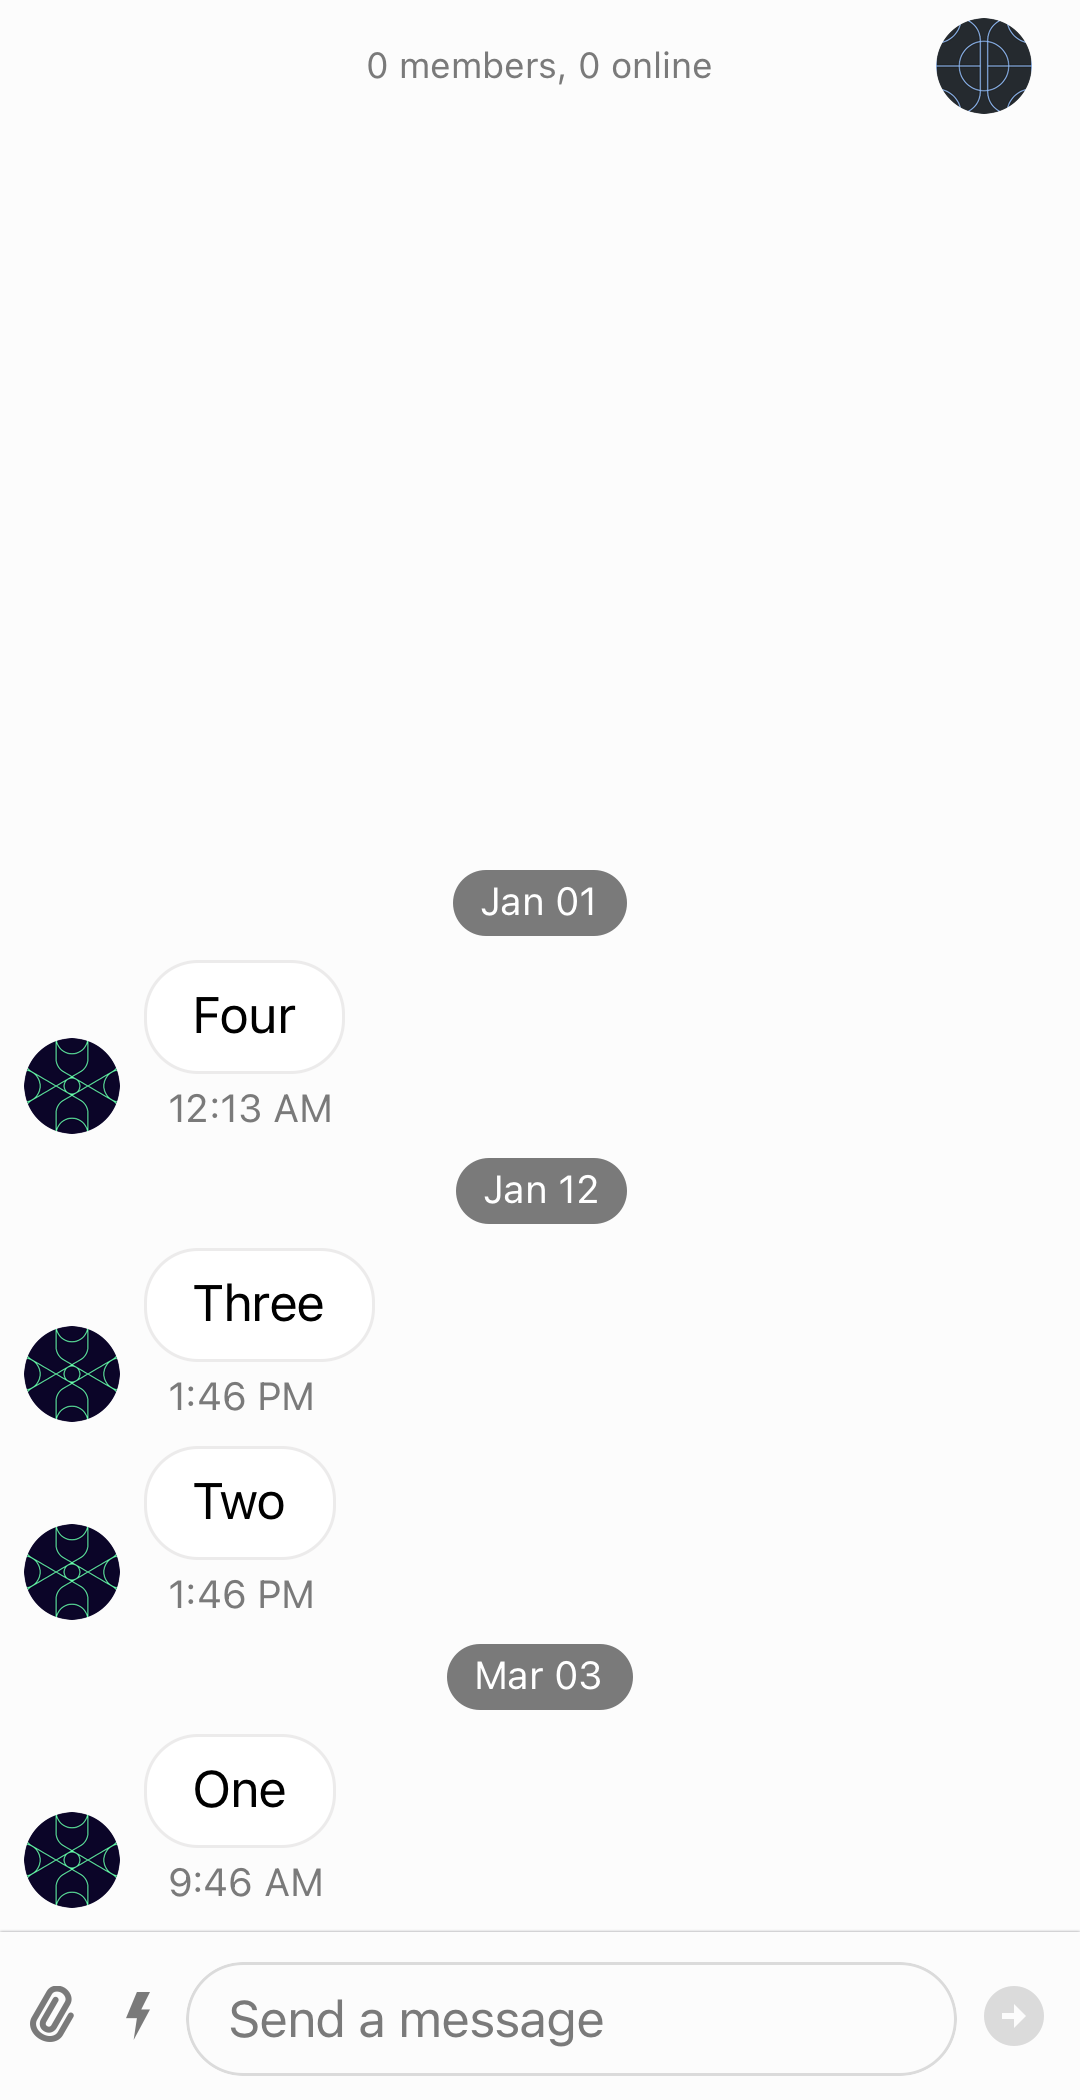 0 members, 0 online
Jan 01
Four
12:13 AM
Jan 12
Three
1:46 PM
Two
1:46 PM
Mar 03
One
9:46 AM
Send a message